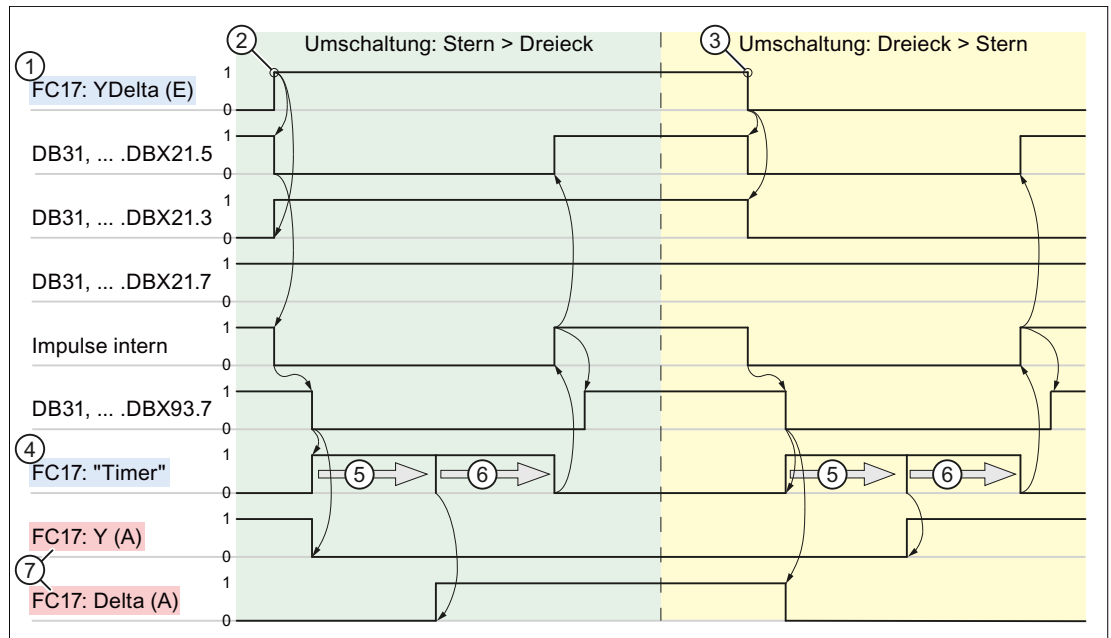 2 Umschaltung: Stern > Dreieck 3 Umschaltung: Dreieck > Stern
1
FC17: YDelta (E) 1 0
DB31, ... .DBX21.5 1 0
DB31, ... .DBX21.3 1 0
DB31, ... .DBX21.7 1 0
Impulse intern 1 0
DB31, ... .DBX93.7 1 0
4
FC17: "Timer" 1 0 5 6 5 6
FC17: Y (A) 1 0
7
FC17: Delta (A) 1 0